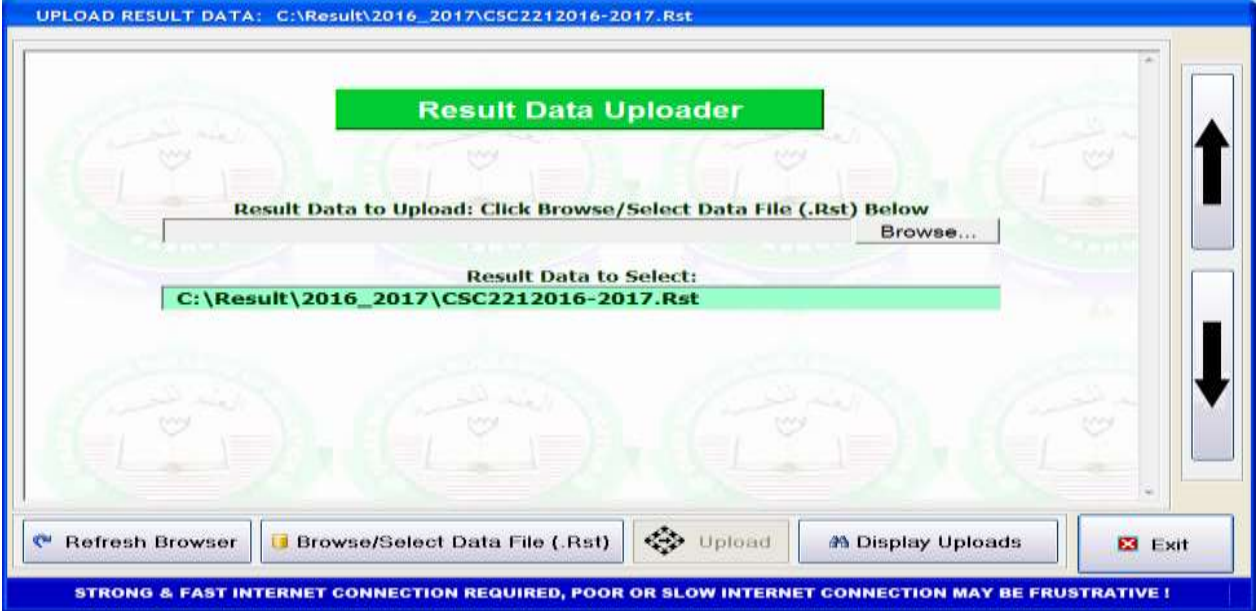 UPLOAD RESULT DATA: C:\Result\2016_2017\CSC2212016-2017.Rst
Result Data Uploader
Result Data to Upload: Click Browse/Select Data File (.Rst) Below
Browse...
Result Data to Select:
C:\Result\2016_2017\CSC2212016-2017.Rst
Refresh Browser
Browse/Select Data File (.Rst)
Upload
Display Uploads
Exit
STRONG & FAST INTERNET CONNECTION REQUIRED, POOR OR SLOW INTERNET CONNECTION MAY BE FRUSTRATIVE !